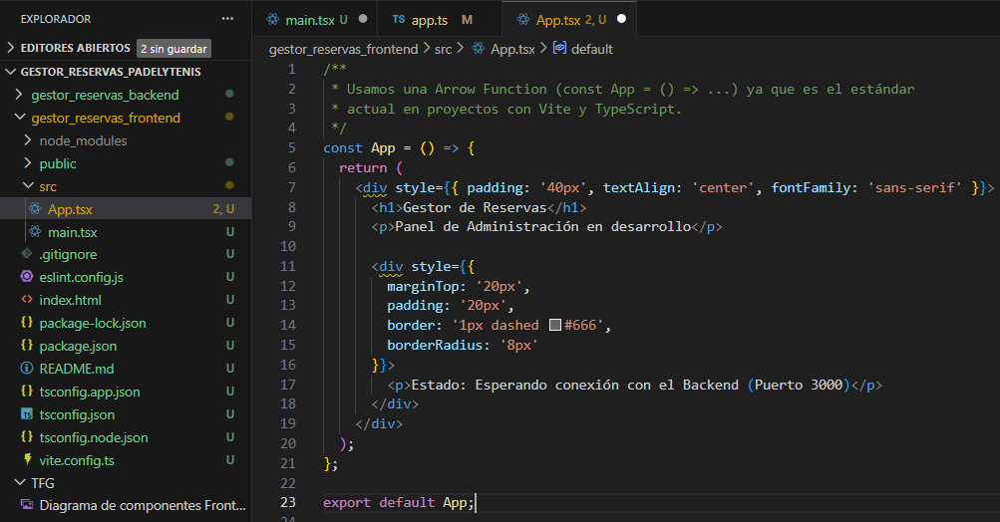 EXPLORADOR ···
EDITORES ABIERTOS 2 sin guardar
GESTOR_RESERVAS_PADELYTENIS
gestor_reservas_backend
gestor_reservas_frontend
node_modules
public
src
App.tsx 2, U
main.tsx U
.gitignore U
eslint.config.js U
index.html U
package-lock.json U
package.json U
README.md U
tsconfig.app.json U
tsconfig.json U
tsconfig.node.json U
vite.config.ts U
TFG
Diagrama de componentes Front... U
main.tsx U
TS app.ts M
App.tsx 2, U
gestor_reservas_frontend > src > App.tsx > default
1 /**
2 * Usamos una Arrow Function (const App = () => ...) ya que es el estándar
3 * actual en proyectos con Vite y TypeScript.
4 */
5 const App = () => {
6 return (
7 <div style={{ padding: '40px', textAlign: 'center', fontFamily: 'sans-serif' }}>
8 <h1>Gestor de Reservas</h1>
9 <p>Panel de Administración en desarrollo</p>
10
11 <div style={{
12 marginTop: '20px',
13 padding: '20px',
14 border: '1px dashed #666',
15 borderRadius: '8px'
16 }}>
17 <p>Estado: Esperando conexión con el Backend (Puerto 3000)</p>
18 </div>
19 </div>
20 );
21 };
22
23 export default App;
24